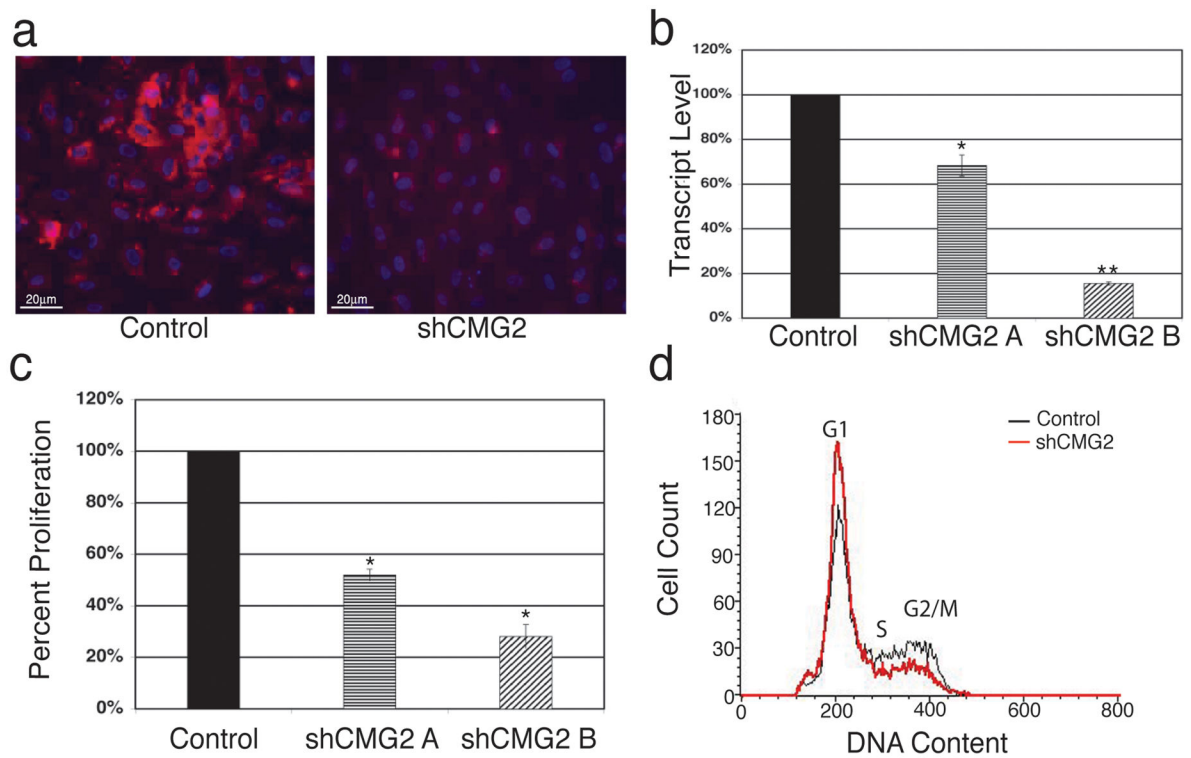 a
20μm
20μm
Control
shCMG2
b
Transcript Level
120%
100%
80%
60%
40%
20%
0%
*
**
Control
shCMG2 A
shCMG2 B
c
Percent Proliferation
120%
100%
80%
60%
40%
20%
0%
*
*
Control
shCMG2 A
shCMG2 B
d
Cell Count
180
150
120
90
60
30
0
G1
S
G2/M
Control
shCMG2
0
200
400
600
800
DNA Content